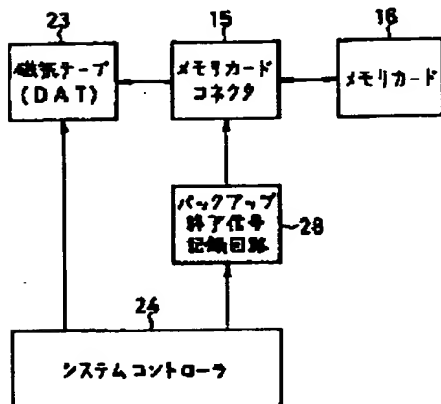 23
15
16
磁気テープ
(DAT)
メモリカード
コネクタ
メモリカード
バックアップ
終了信号
記録回路
28
24
システムコントローラ